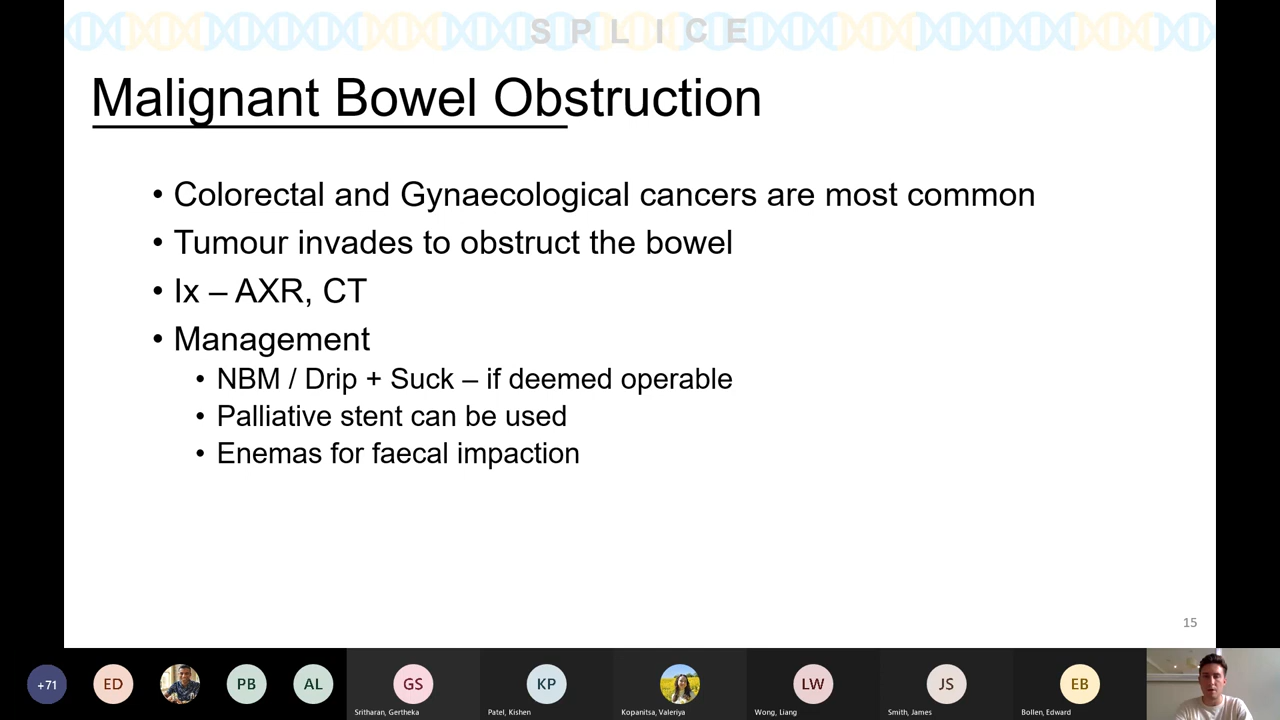 SPLICE
Malignant Bowel Obstruction
• Colorectal and Gynaecological cancers are most common
• Tumour invades to obstruct the bowel
• Ix – AXR, CT
• Management
• NBM / Drip + Suck – if deemed operable
• Palliative stent can be used
• Enemas for faecal impaction
15
+71
ED
PB
AL
GS
Sritharan, Gertheka
KP
Patel, Kishen
Kopanitsa, Valeriya
LW
Wong, Liang
JS
Smith, James
EB
Bollen, Edward